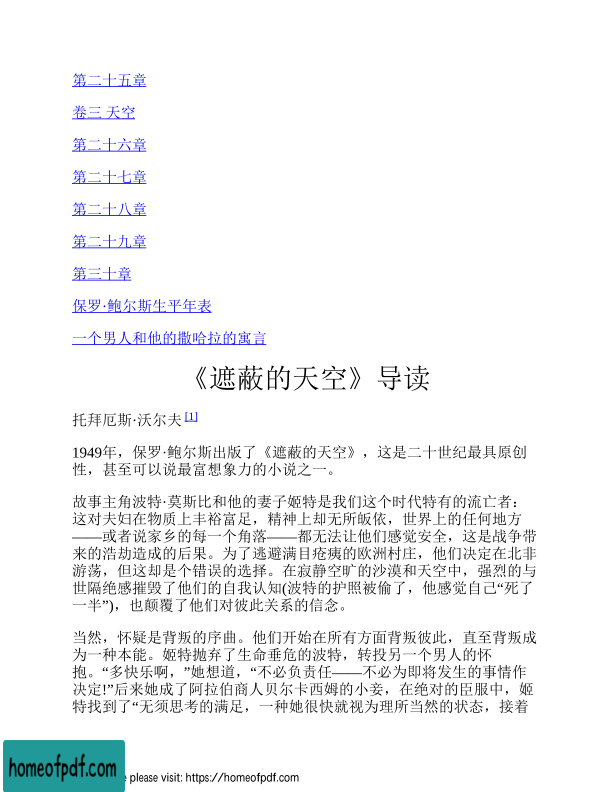 第二十五章
卷三 天空
第二十六章
第二十七章
第二十八章
第二十九章
第三十章
保罗·鲍尔斯生平年表
一个男人和他的撒哈拉的寓言
《遮蔽的天空》导读
托拜厄斯·沃尔夫[1]
1949年，保罗·鲍尔斯出版了《遮蔽的天空》，这是二十世纪最具原创
性，甚至可以说最富想象力的小说之一。
故事主角波特·莫斯比和他的妻子姬特是我们这个时代特有的流亡者：
这对夫妇在物质上丰裕富足，精神上却无所皈依，世界上的任何地方
——或者说家乡的每一个角落——都无法让他们感觉安全，这是战争带
来的浩劫造成的后果。为了逃避满目疮痍的欧洲村庄，他们决定在北非
游荡，但这却是个错误的选择。在寂静空旷的沙漠和天空中，强烈的与
世隔绝感摧毁了他们的自我认知(波特的护照被偷了，他感觉自己“死了
一半”)，也颠覆了他们对彼此关系的信念。
当然，怀疑是背叛的序曲。他们开始在所有方面背叛彼此，直至背叛成
为一种本能。姬特抛弃了生命垂危的波特，转投另一个男人的怀
抱。“多快乐啊，”她想道，“不必负责任——不必为即将发生的事情作
决定!”后来她成了阿拉伯商人贝尔卡西姆的小妾，在绝对的臣服中，姬
特找到了“无须思考的满足，一种她很快就视为理所当然的状态，接着
homeofpdf.com
e please visit: https://homeofpdf.com